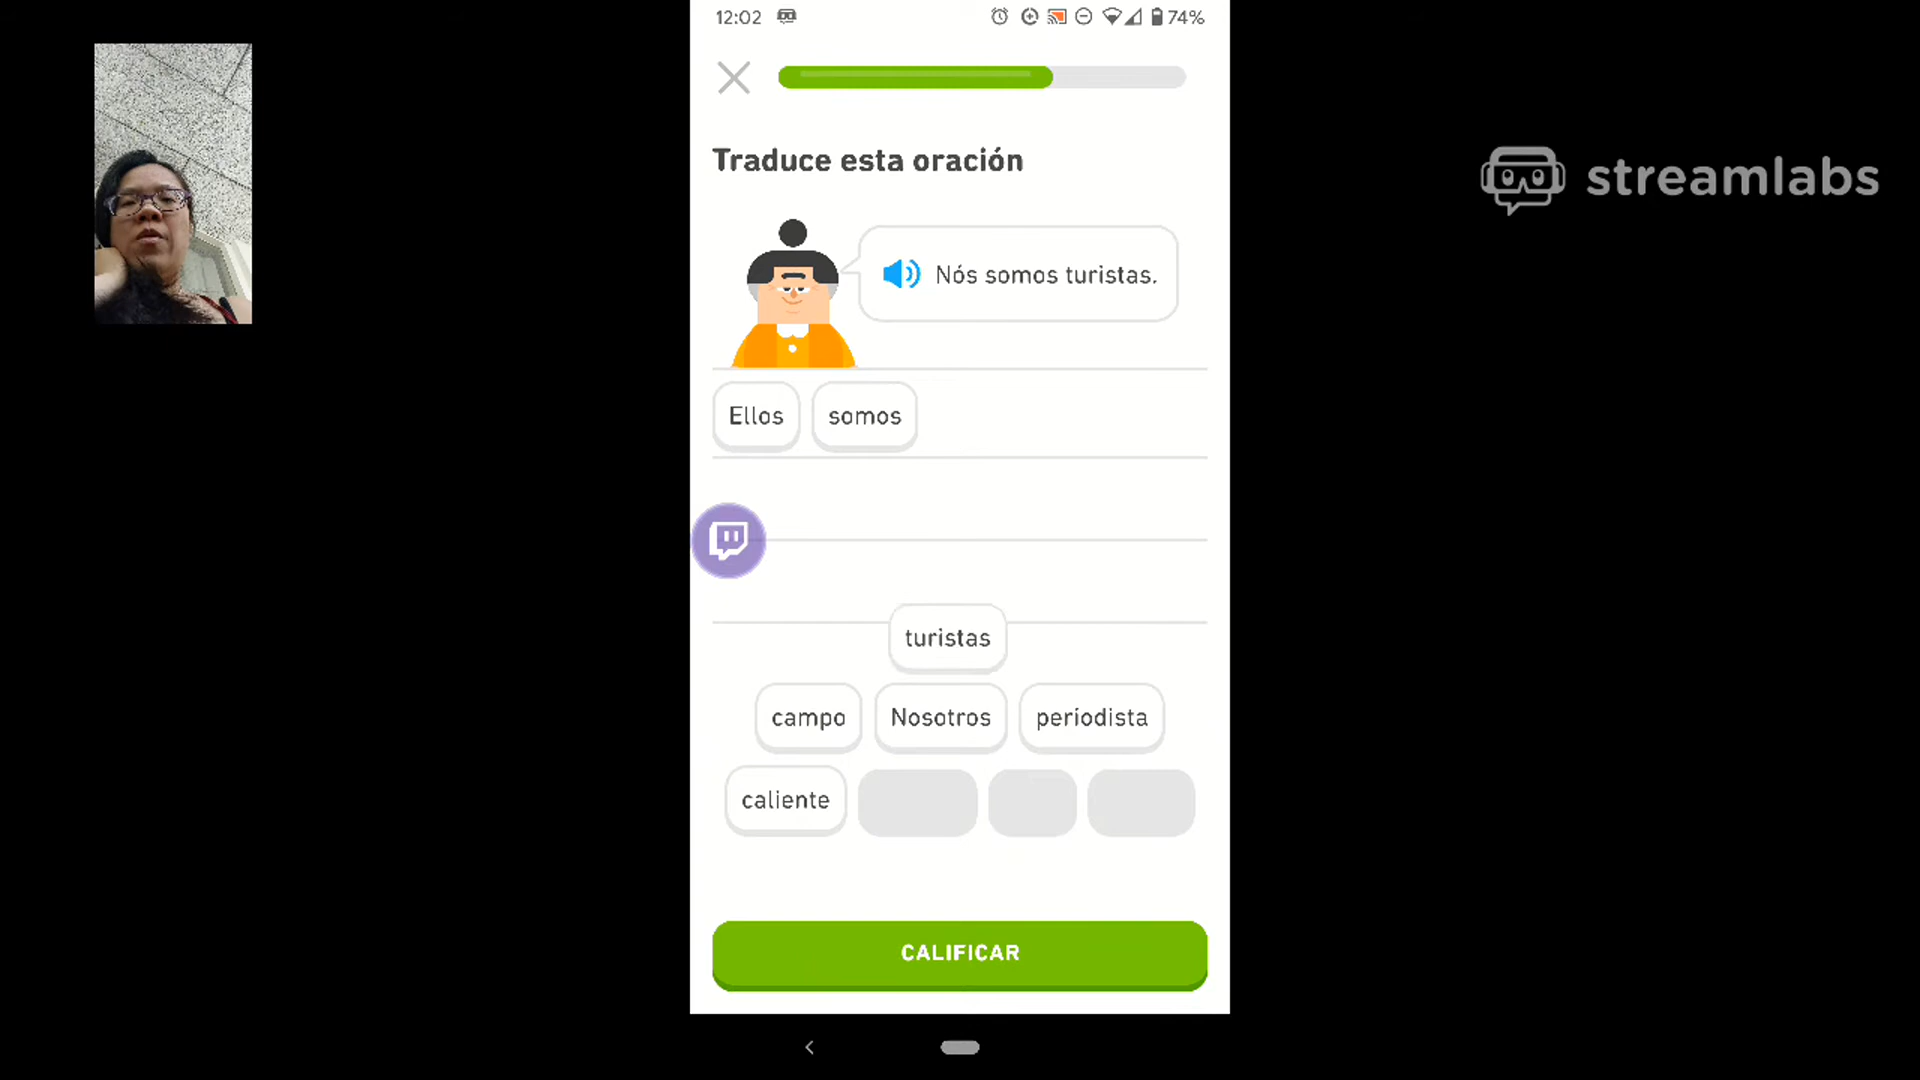 12:02 74%
streamlabs
Traduce esta oración
Nós somos turistas.
Ellos somos
turistas
campo Nosotros periodista
caliente
CALIFICAR